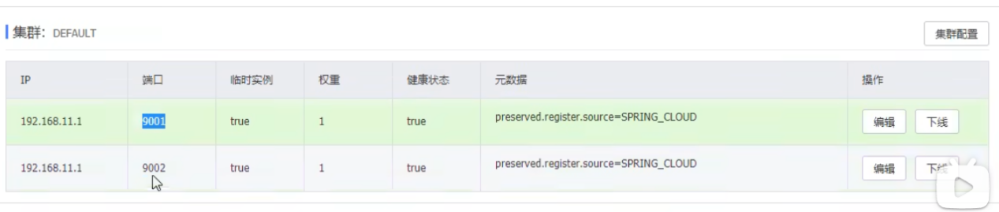 集群： DEFAULT
集群配置
IP 端口 临时实例 权重 健康状态 元数据 操作
192.168.11.1 9001 true 1 true preserved.register.source=SPRING_CLOUD 编辑 下线
192.168.11.1 9002 true 1 true preserved.register.source=SPRING_CLOUD 编辑 下线